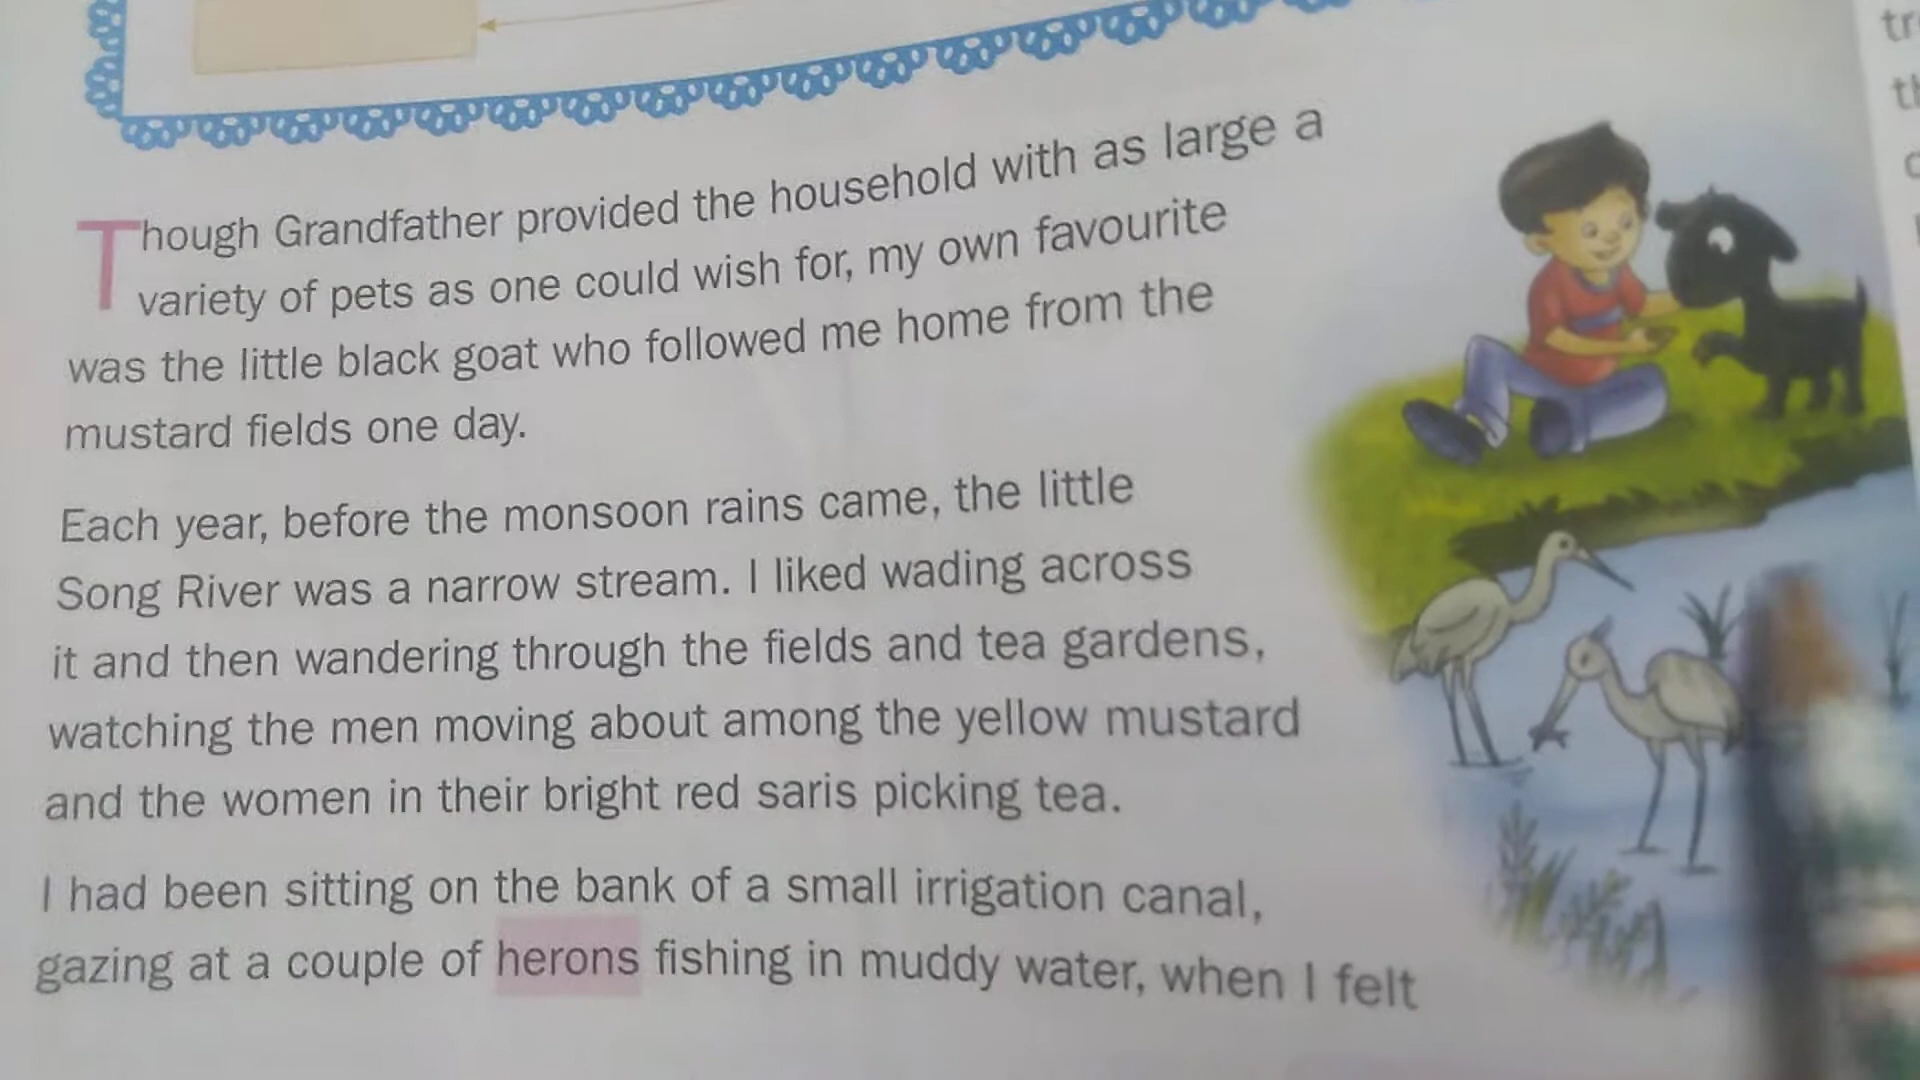 Though Grandfather provided the household with as large a
variety of pets as one could wish for, my own favourite
was the little black goat who followed me home from the
mustard fields one day.
Each year, before the monsoon rains came, the little
Song River was a narrow stream. I liked wading across
it and then wandering through the fields and tea gardens,
watching the men moving about among the yellow mustard
and the women in their bright red saris picking tea.
I had been sitting on the bank of a small irrigation canal,
gazing at a couple of herons fishing in muddy water, when I felt